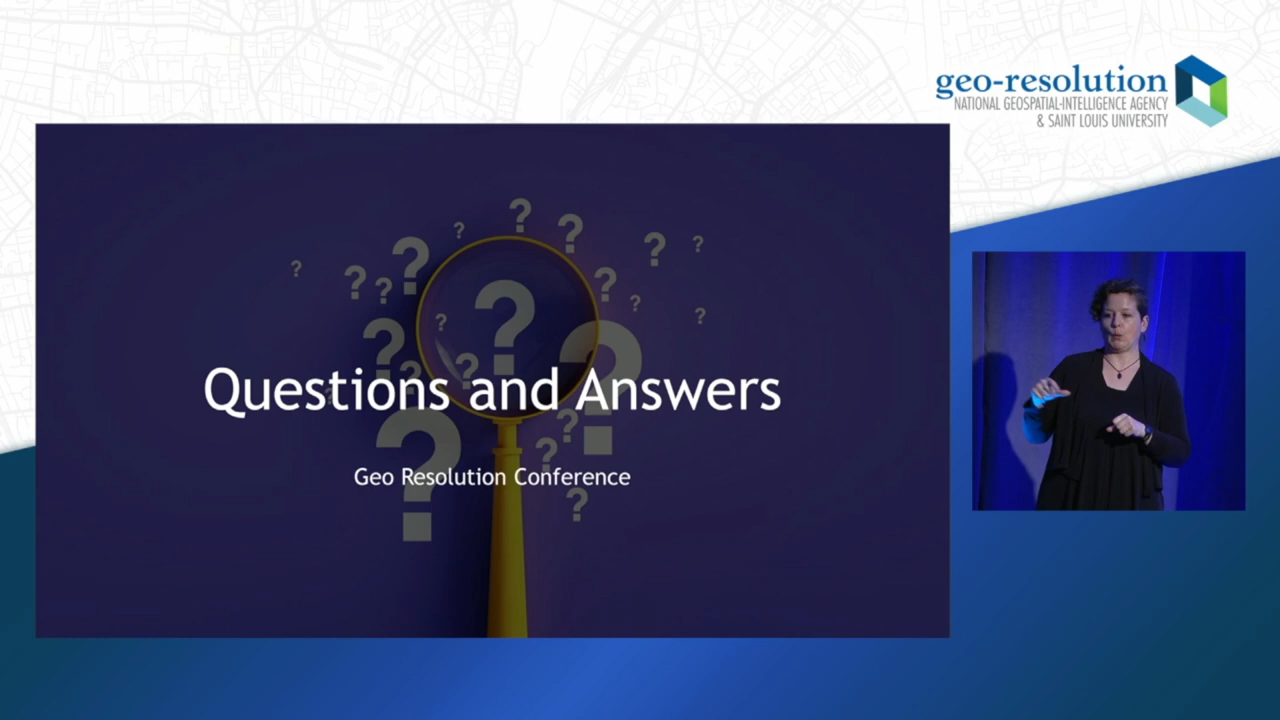 geo-resolution
NATIONAL GEOSPATIAL-INTELLIGENCE AGENCY
& SAINT LOUIS UNIVERSITY
Questions and Answers
Geo Resolution Conference